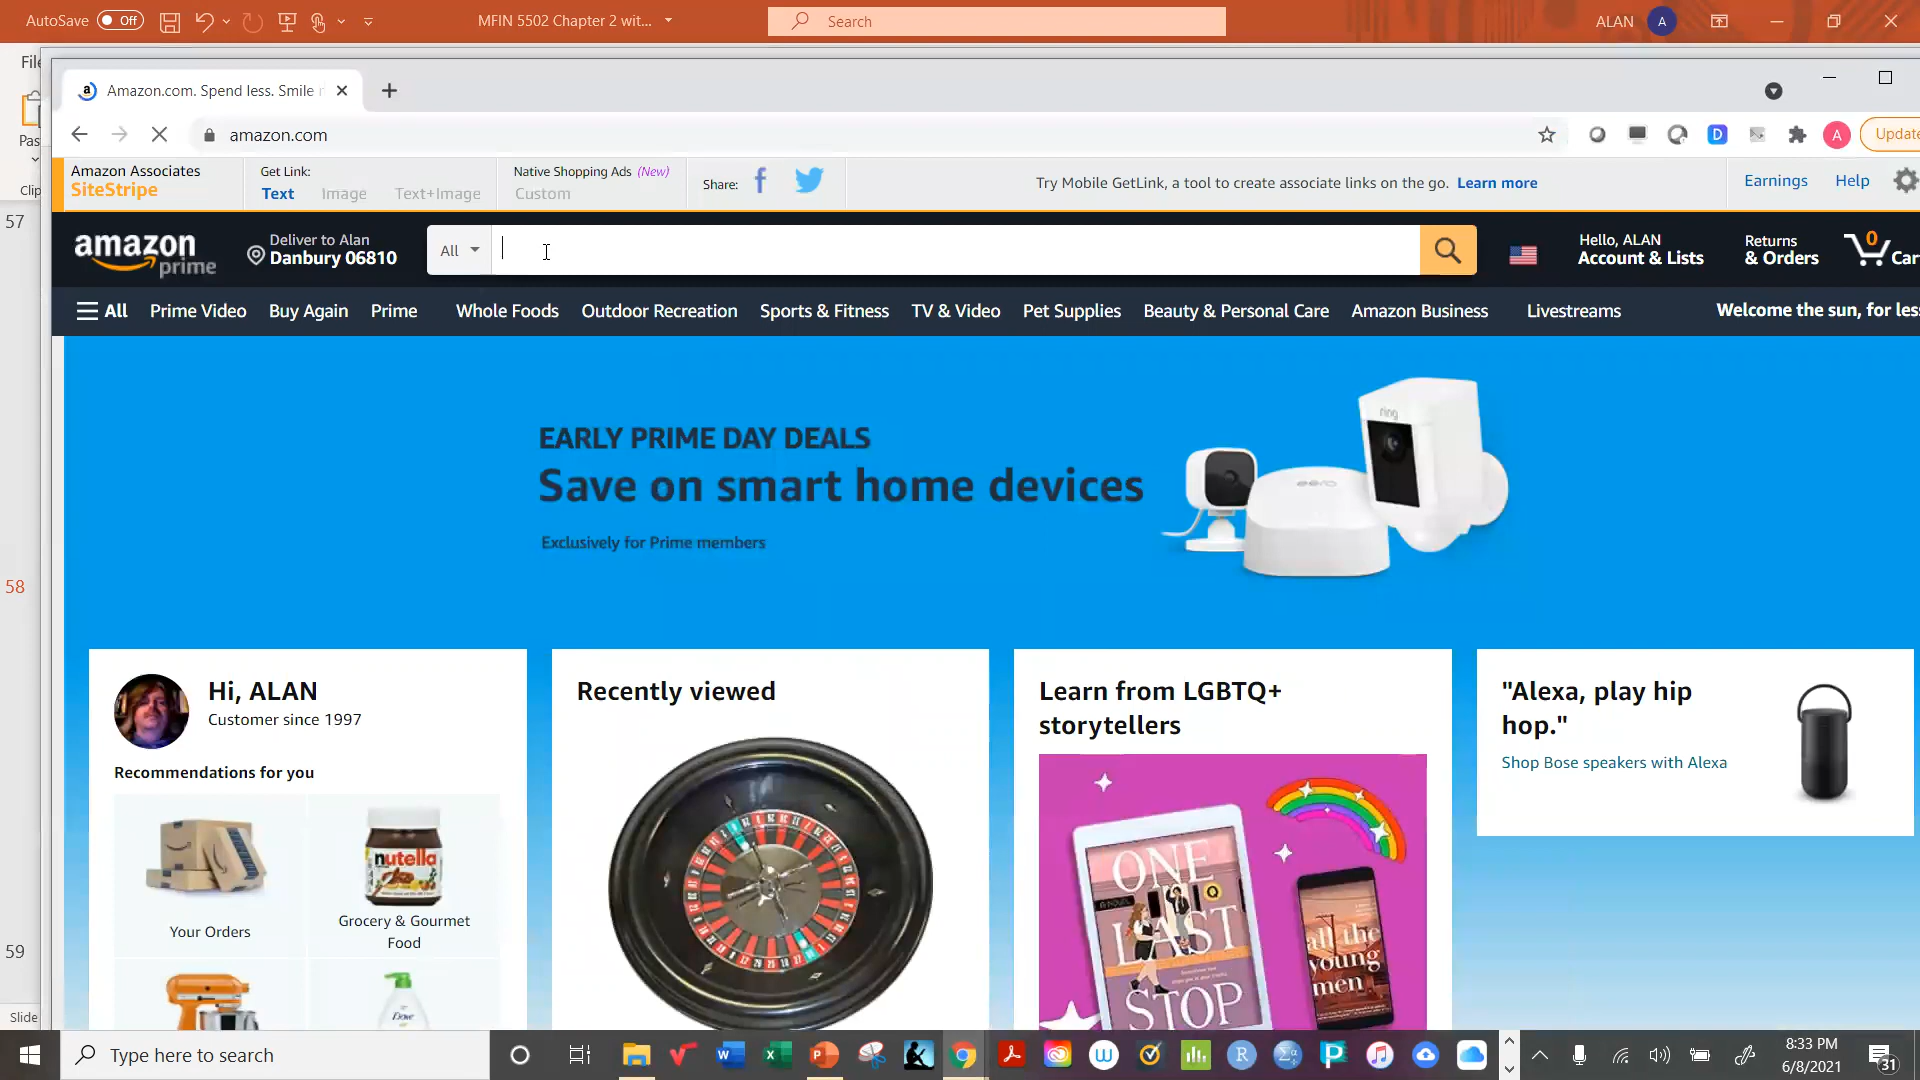 AutoSave Off
MFIN 5502 Chapter 2 wit...
Search
ALAN A
File
Amazon.com. Spend less. Smile
Pas
amazon.com
D
A
Update
Clip
Amazon Associates
SiteStripe
Get Link:
Text Image Text+Image
Native Shopping Ads (New)
Custom
Share:
Try Mobile GetLink, a tool to create associate links on the go. Learn more
Earnings Help
57
amazon
prime
Deliver to Alan
Danbury 06810
All
Hello, ALAN
Account & Lists
Returns
& Orders
0
Car
All Prime Video Buy Again Prime Whole Foods Outdoor Recreation Sports & Fitness TV & Video Pet Supplies Beauty & Personal Care Amazon Business Livestreams Welcome the sun, for les
EARLY PRIME DAY DEALS
Save on smart home devices
Exclusively for Prime members
ring
eero
58
Hi, ALAN
Customer since 1997
Recommendations for you
nutella
Your Orders
Grocery & Gourmet
Food
Dove
Recently viewed
Learn from LGBTQ+
storytellers
ONE
LAST
STOP
all the
young
men
"Alexa, play hip
hop."
Shop Bose speakers with Alexa
59
Slide
Type here to search
8:33 PM
6/8/2021
31